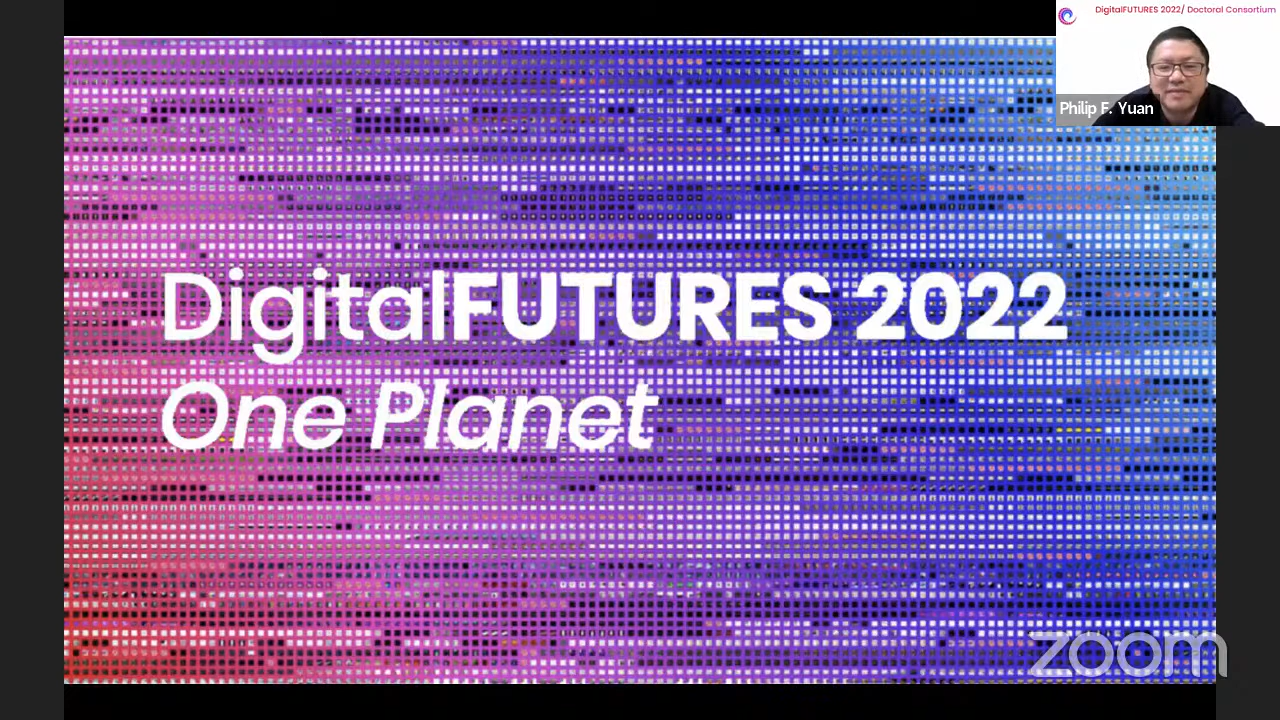 DigitalFUTURES 2022/ Doctoral Consortium
Philip F. Yuan
DigitalFUTURES 2022
One Planet
zoom